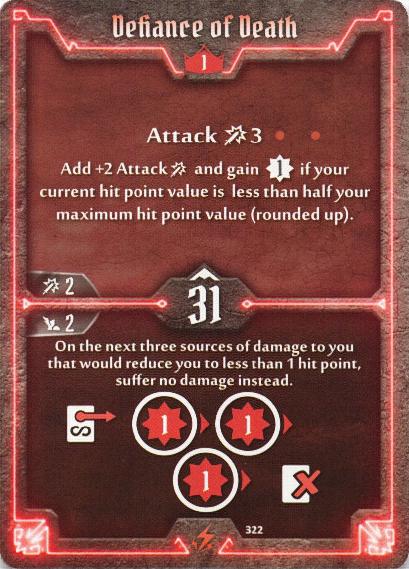 Defiance of Death
1
Attack 3
Add +2 Attack and gain 1 if your
current hit point value is less than half your
maximum hit point value (rounded up).
2
31
2
On the next three sources of damage to you
that would reduce you to less than 1 hit point,
suffer no damage instead.
S 1 1
1
322